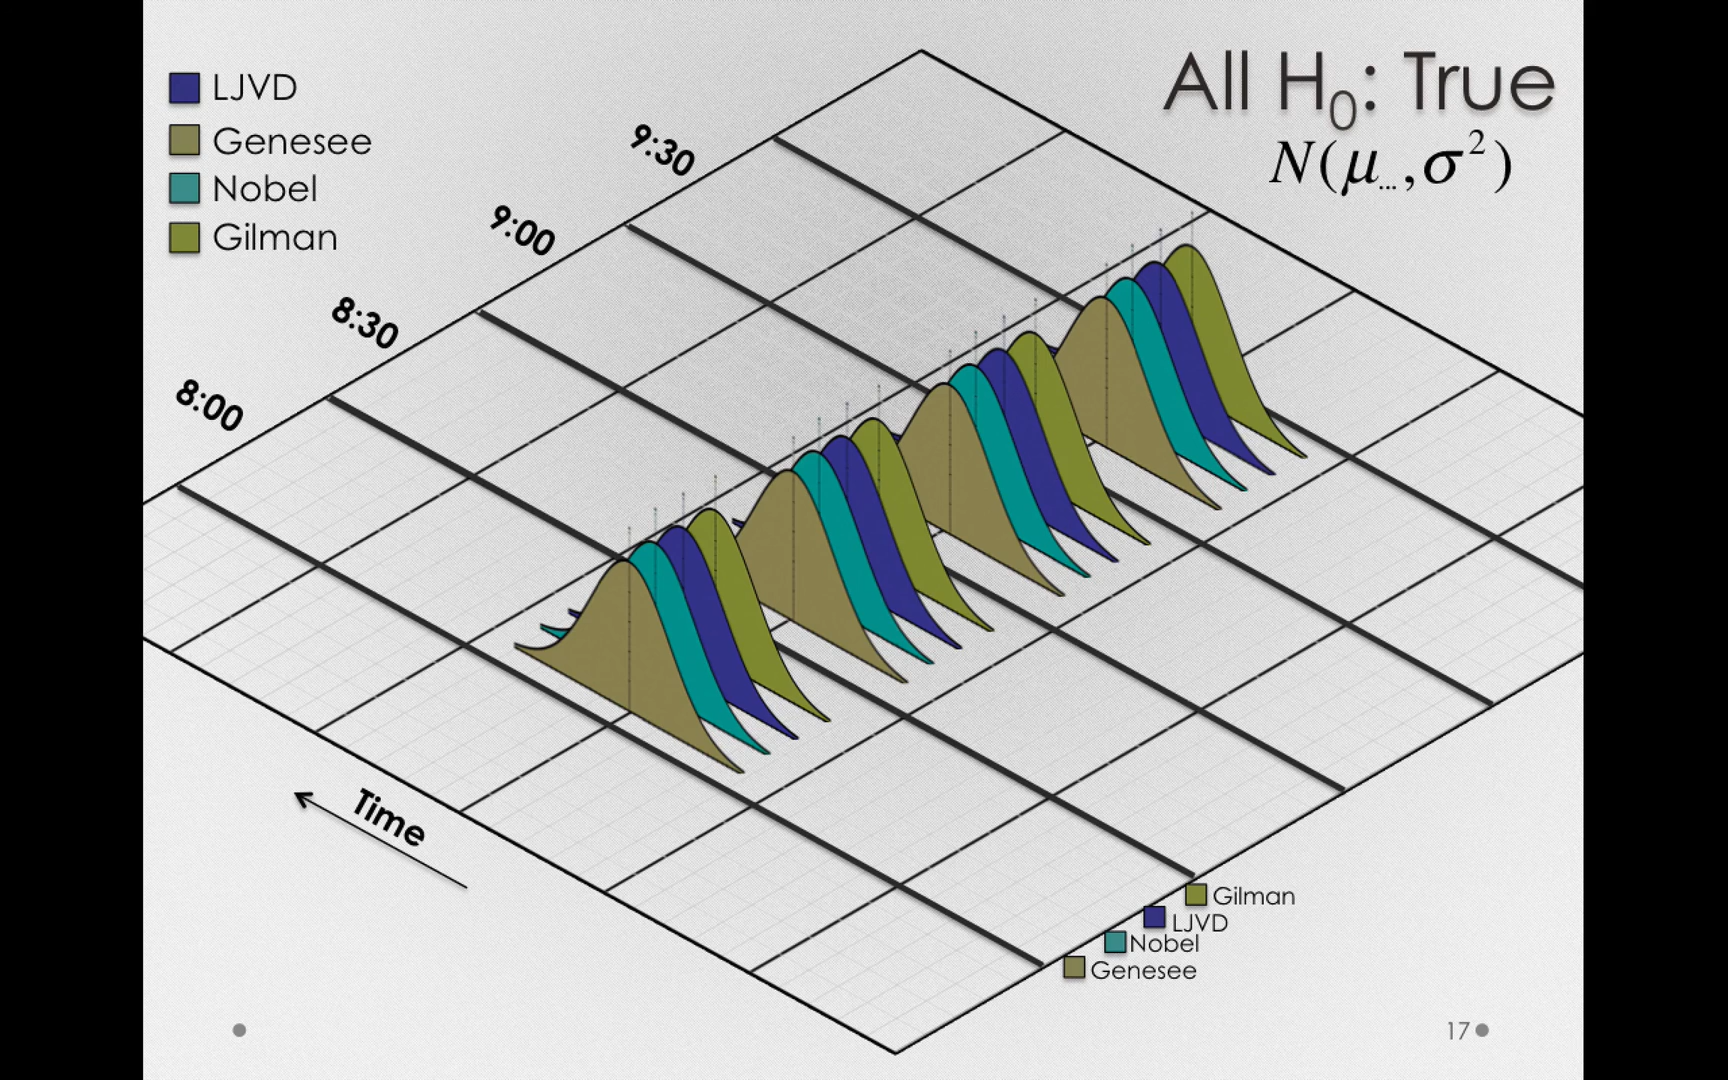 All H₀: True
N(μ...,σ²)
LJVD
Genesee
Nobel
Gilman
9:30
9:00
8:30
8:00
Time
Gilman
LJVD
Nobel
Genesee
17